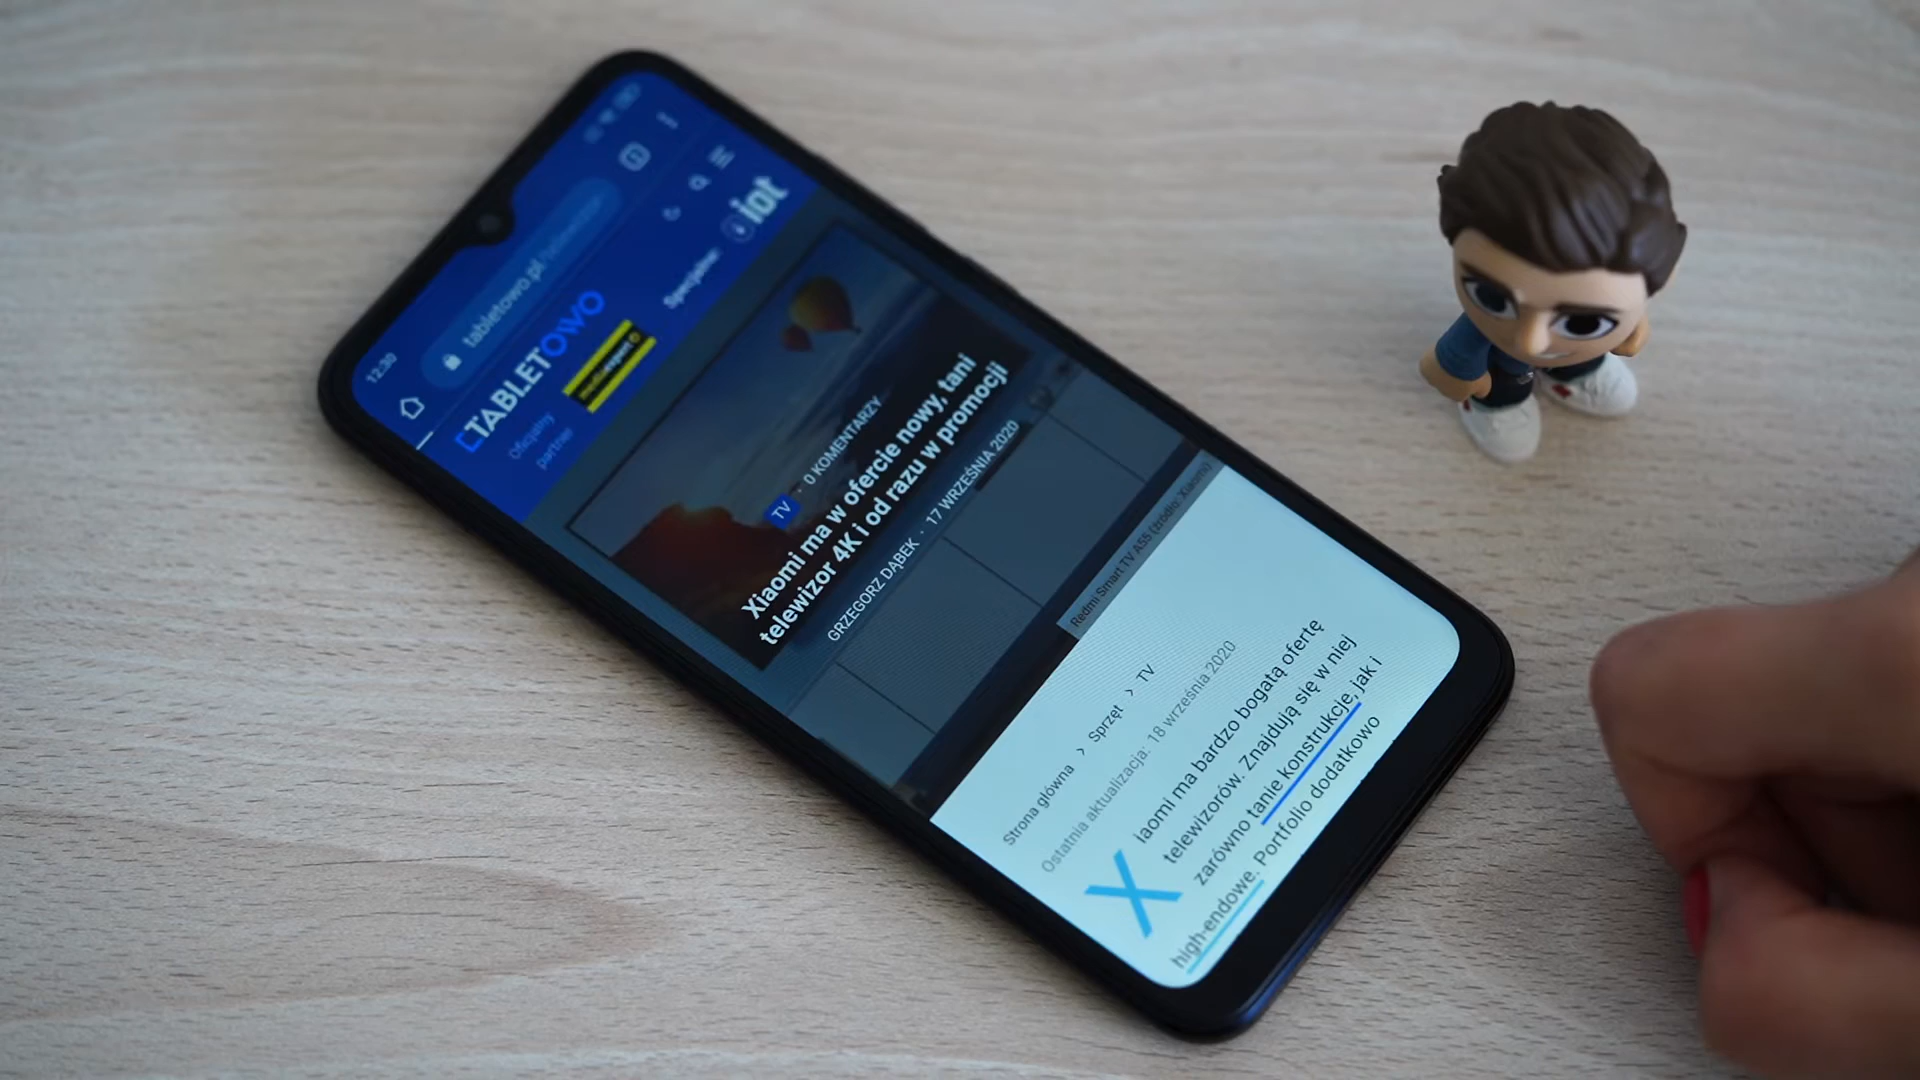 12:30
tabletowo.pl
TABLETOWO
Oficjalny
partner
Specjalne:
iot
TV · 0 KOMENTARZY
Xiaomi ma w ofercie nowy, tani
telewizor 4K i od razu w promocji
GRZEGORZ DĄBEK · 17 WRZEŚNIA 2020
Redmi Smart TV A55 (źródło: Xiaomi)
Strona główna > Sprzęt > TV
Ostatnia aktualizacja: 18 września 2020
Xiaomi ma bardzo bogatą ofertę
telewizorów. Znajdują się w niej
zarówno tanie konstrukcje, jak i
high-endowe. Portfolio dodatkowo